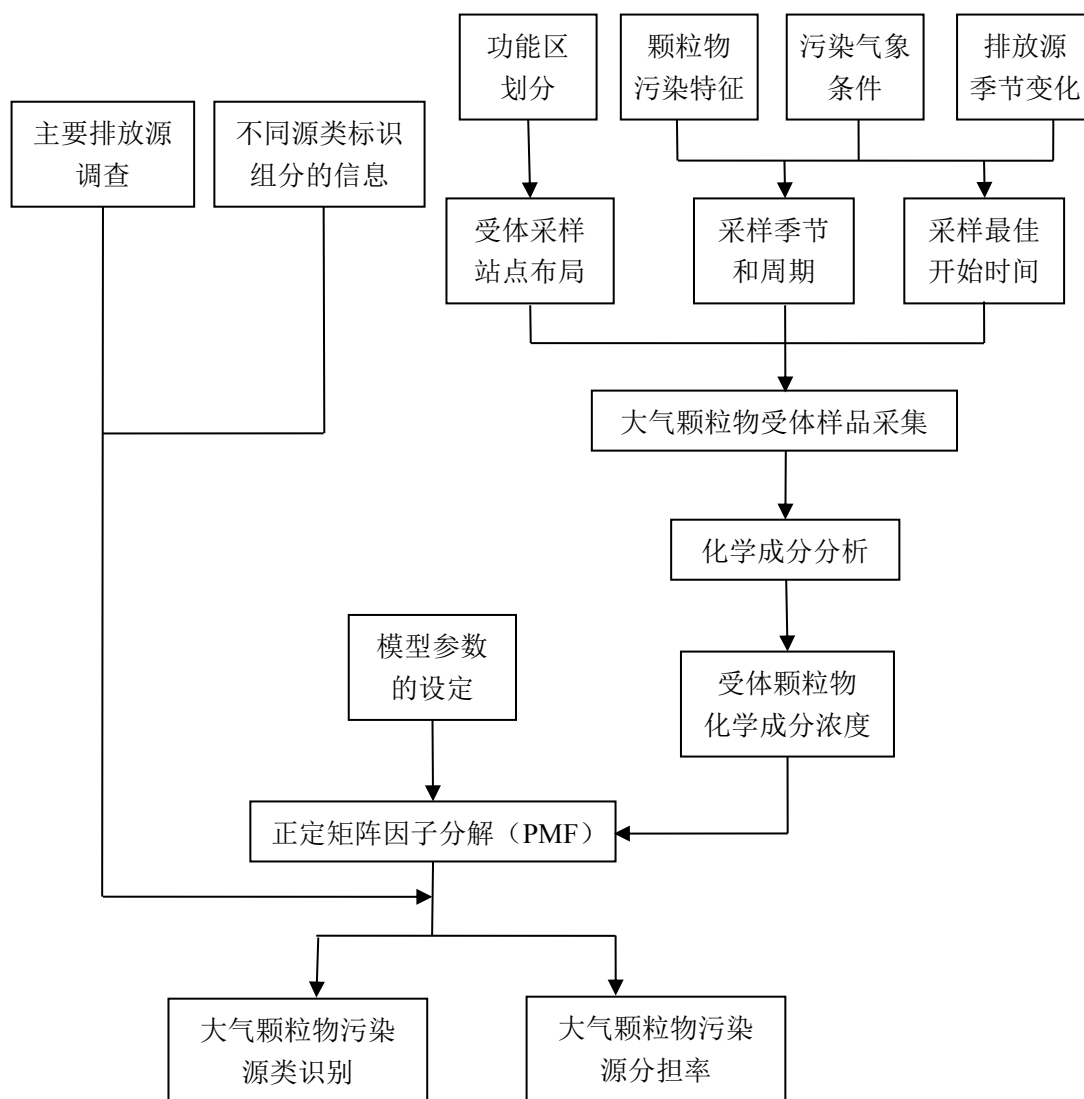 功能区
划分
颗粒物
污染特征
污染气象
条件
排放源
季节变化
主要排放源
调查
不同源类标识
组分的信息
受体采样
站点布局
采样季节
和周期
采样最佳
开始时间
大气颗粒物受体样品采集
化学成分分析
模型参数
的设定
受体颗粒物
化学成分浓度
正定矩阵因子分解（PMF）
大气颗粒物污染
源类识别
大气颗粒物污染
源分担率